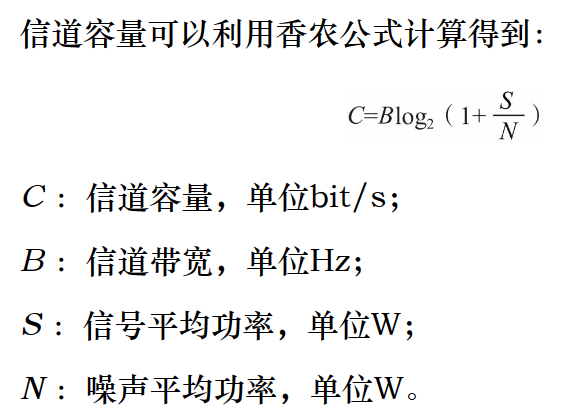 信道容量可以利用香农公式计算得到：
C=Blog₂（1+S/N）
C：信道容量，单位bit/s；
B：信道带宽，单位Hz；
S：信号平均功率，单位W；
N：噪声平均功率，单位W。